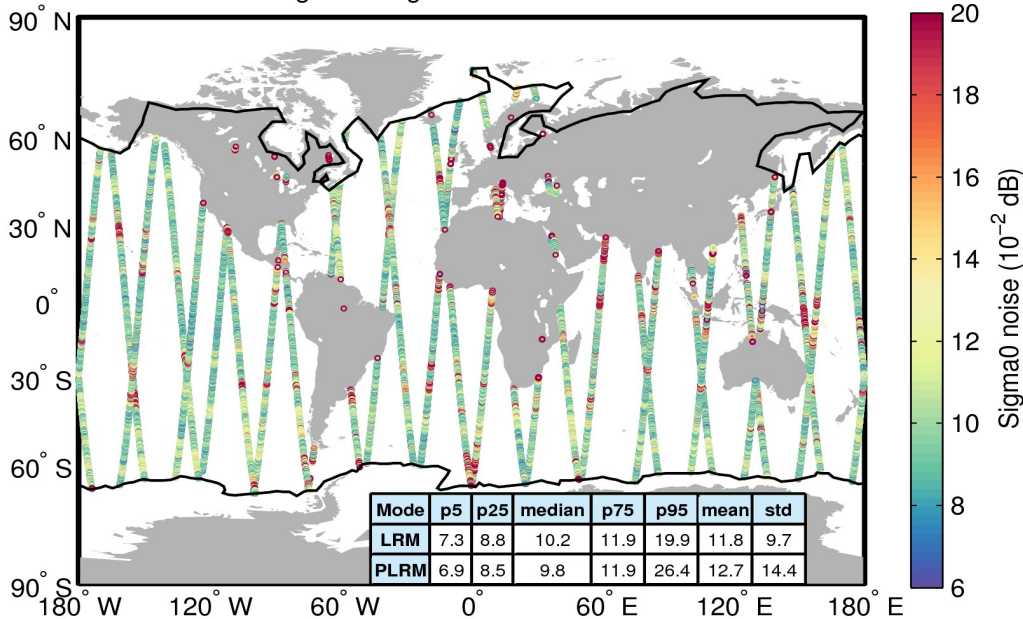 90° N
60° N
30° N
0°
30° S
60° S
90° S
180° W 120° W 60° W 0° 60° E 120° E 180° E
20
18
16
14
12
10
8
6
Sigma0 noise (10⁻² dB)
Mode p5 p25 median p75 p95 mean std
LRM 7.3 8.8 10.2 11.9 19.9 11.8 9.7
PLRM 6.9 8.5 9.8 11.9 26.4 12.7 14.4